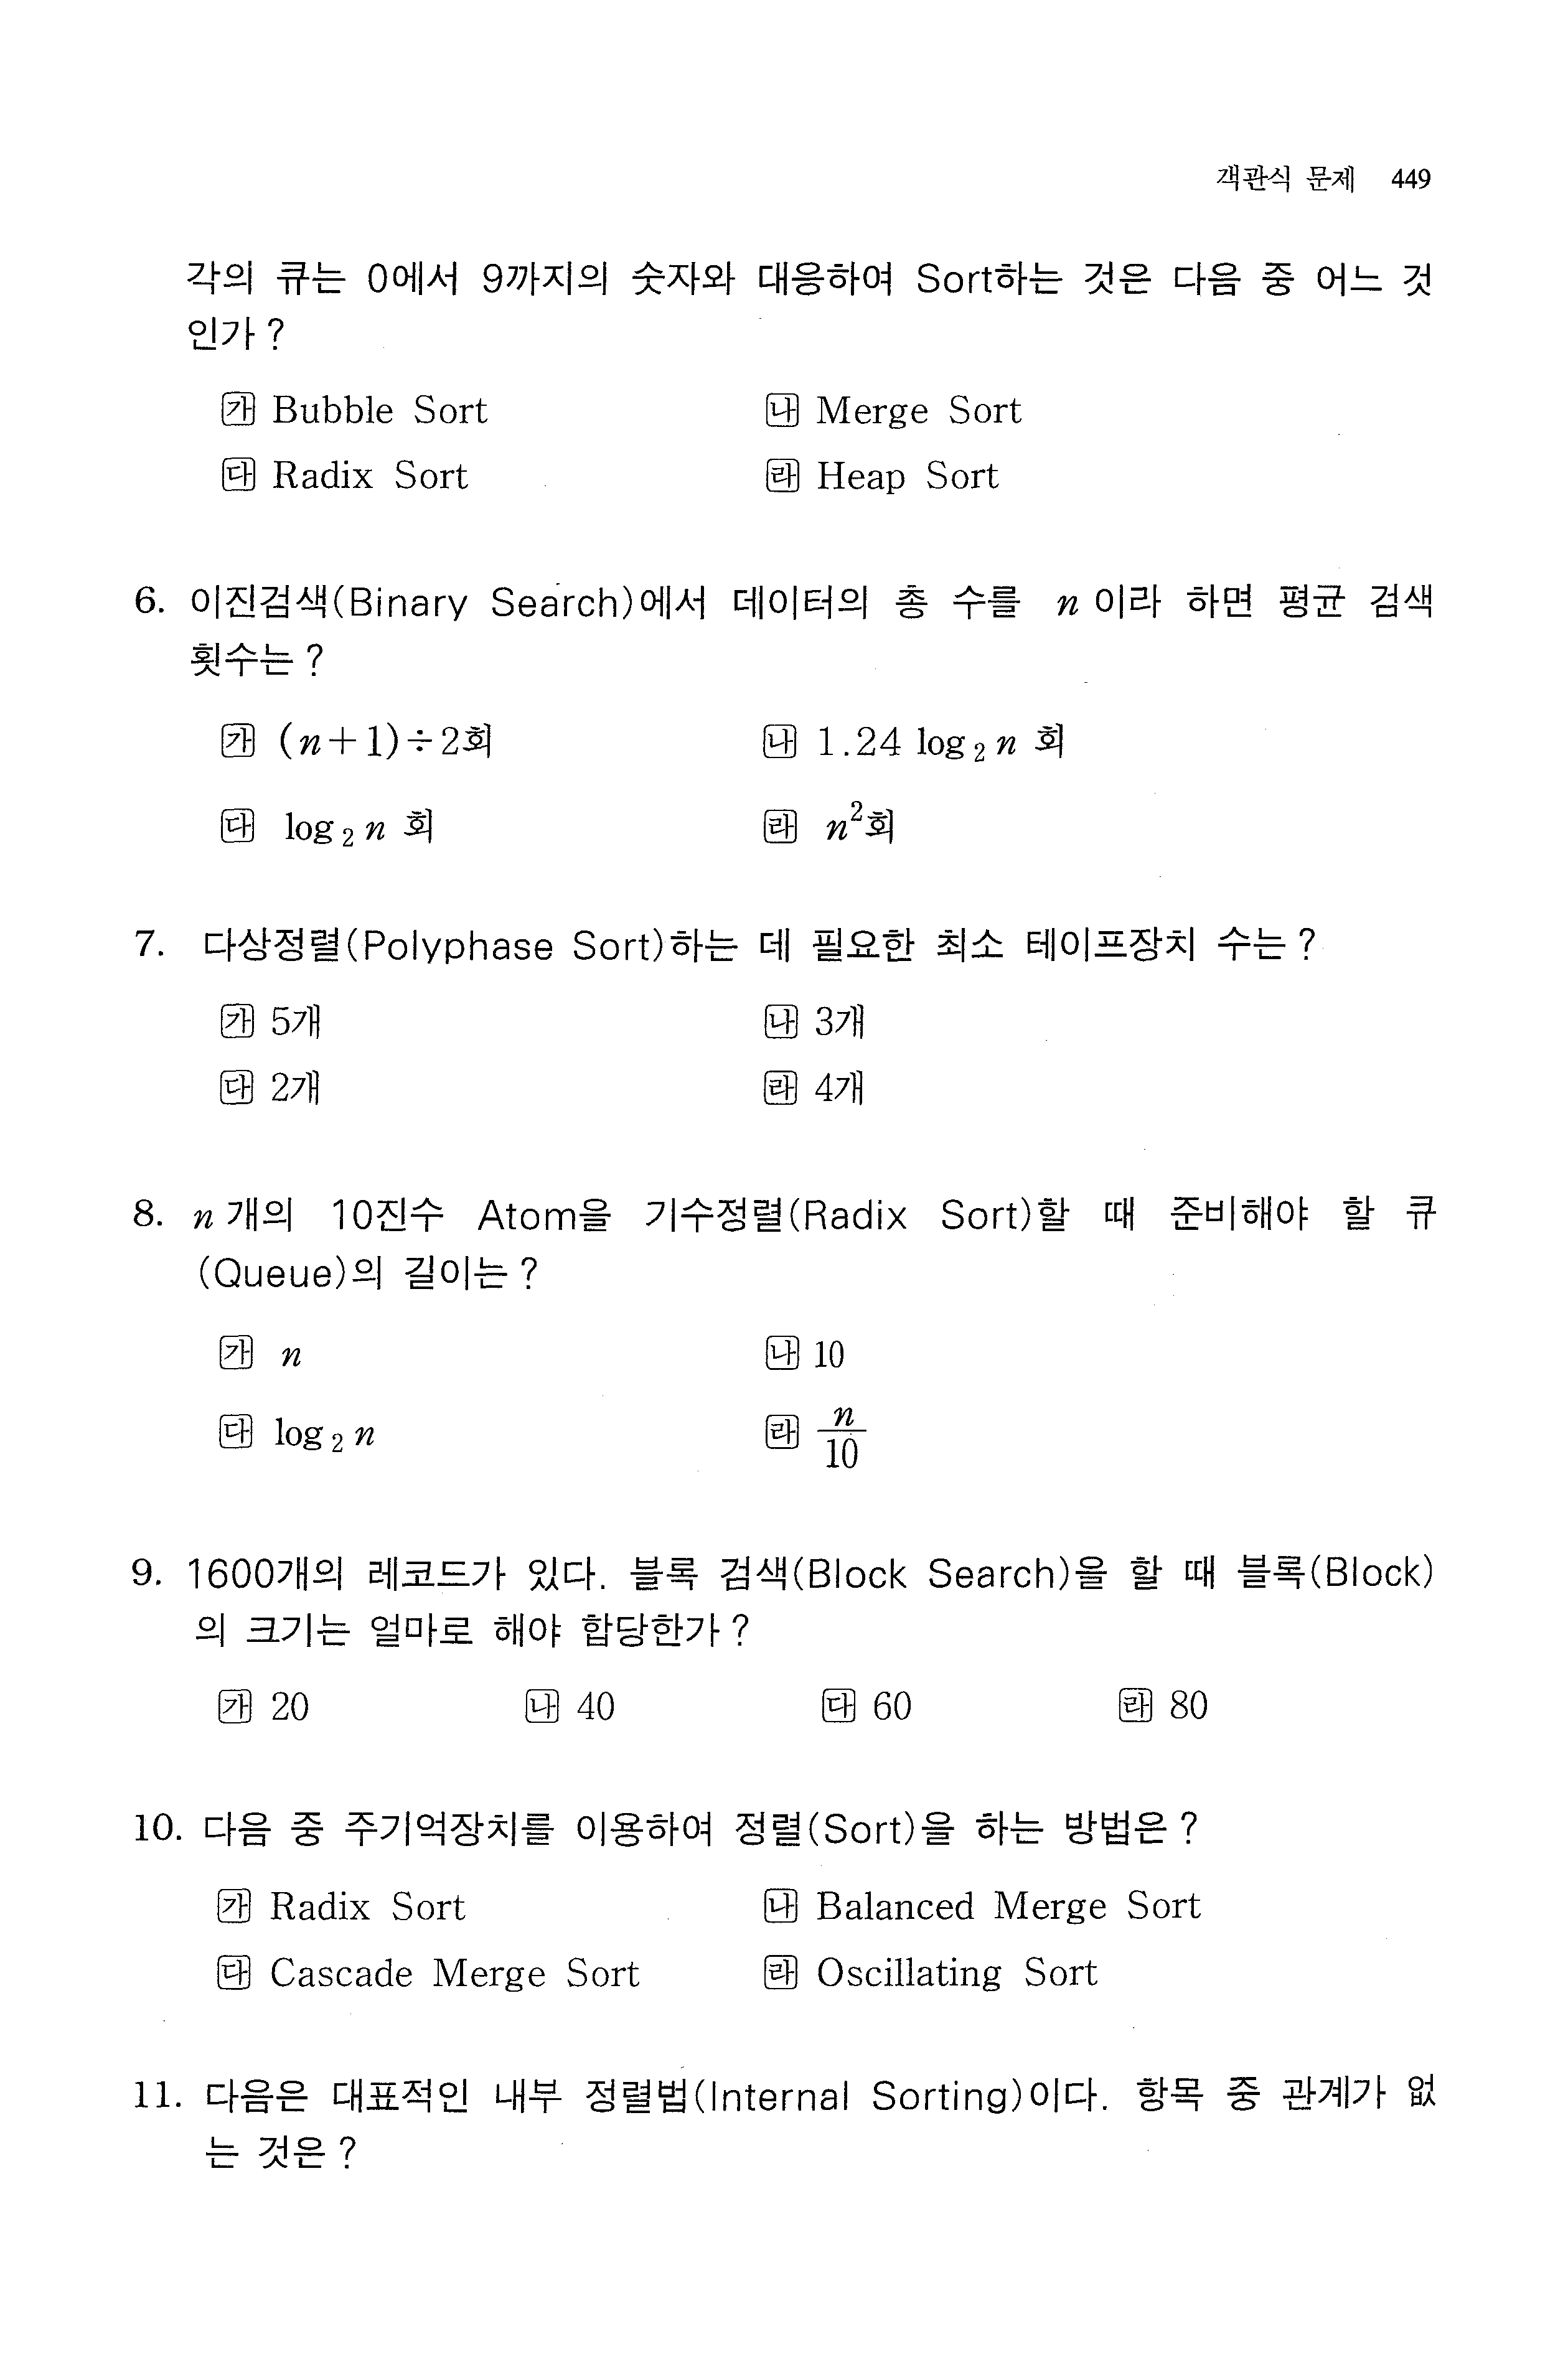 객관식 문제 449
각의 큐는 0에서 9까지의 숫자와 대응하여 Sort하는 것은 다음 중 어느 것
인가?
가 Bubble Sort 나 Merge Sort
다 Radix Sort 라 Heap Sort
6. 이진검색(Binary Search)에서 데이터의 총 수를 n이라 하면 평균 검색
횟수는?
가 (n+1)÷2회 나 1.24 log₂n 회
다 log₂n 회 라 n²회
7. 다상정렬(Polyphase Sort)하는 데 필요한 최소 테이프장치 수는?
가 5개 나 3개
다 2개 라 4개
8. n개의 10진수 Atom을 기수정렬(Radix Sort)할 때 준비해야 할 큐
(Queue)의 길이는?
가 n 나 10
다 log₂n 라 n/10
9. 1600개의 레코드가 있다. 블록 검색(Block Search)을 할 때 블록(Block)
의 크기는 얼마로 해야 합당한가?
가 20 나 40 다 60 라 80
10. 다음 중 주기억장치를 이용하여 정렬(Sort)을 하는 방법은?
가 Radix Sort 나 Balanced Merge Sort
다 Cascade Merge Sort 라 Oscillating Sort
11. 다음은 대표적인 내부 정렬법(Internal Sorting)이다. 항목 중 관계가 없
는 것은?